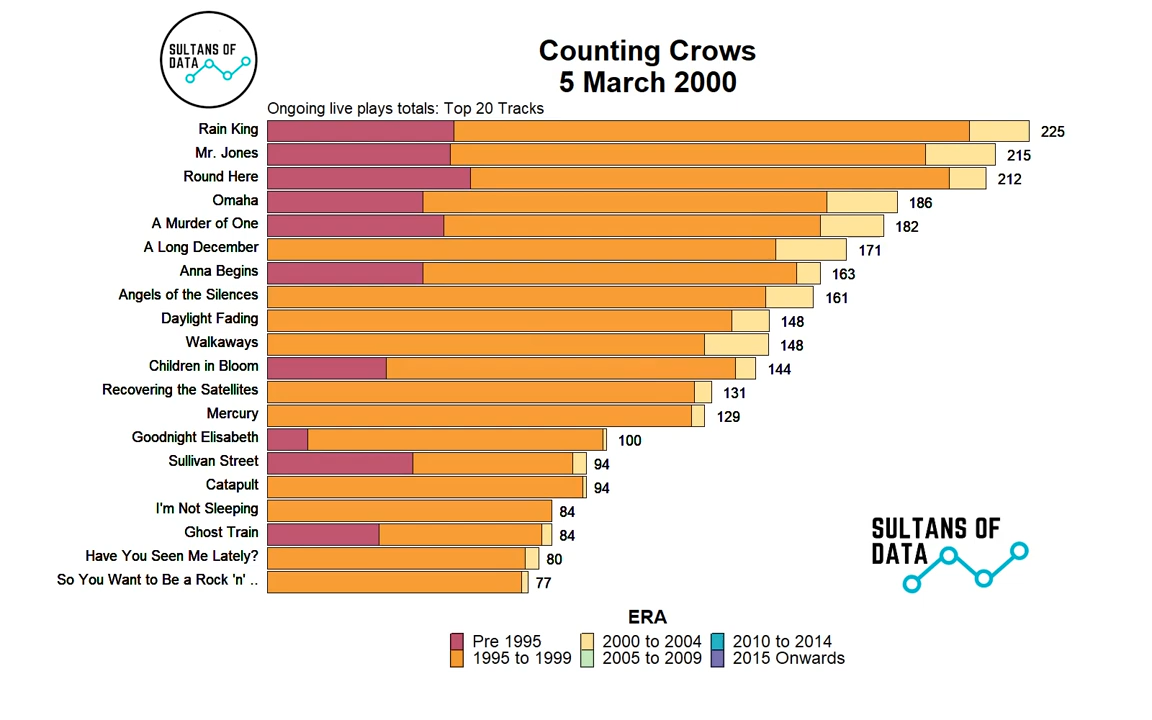 SULTANS OF
DATA
Counting Crows
5 March 2000
Ongoing live plays totals: Top 20 Tracks
Rain King 225
Mr. Jones 215
Round Here 212
Omaha 186
A Murder of One 182
A Long December 171
Anna Begins 163
Angels of the Silences 161
Daylight Fading 148
Walkaways 148
Children in Bloom 144
Recovering the Satellites 131
Mercury 129
Goodnight Elisabeth 100
Sullivan Street 94
Catapult 94
I'm Not Sleeping 84
Ghost Train 84
Have You Seen Me Lately? 80
So You Want to Be a Rock 'n' .. 77
SULTANS OF
DATA
ERA
Pre 1995 2000 to 2004 2010 to 2014
1995 to 1999 2005 to 2009 2015 Onwards